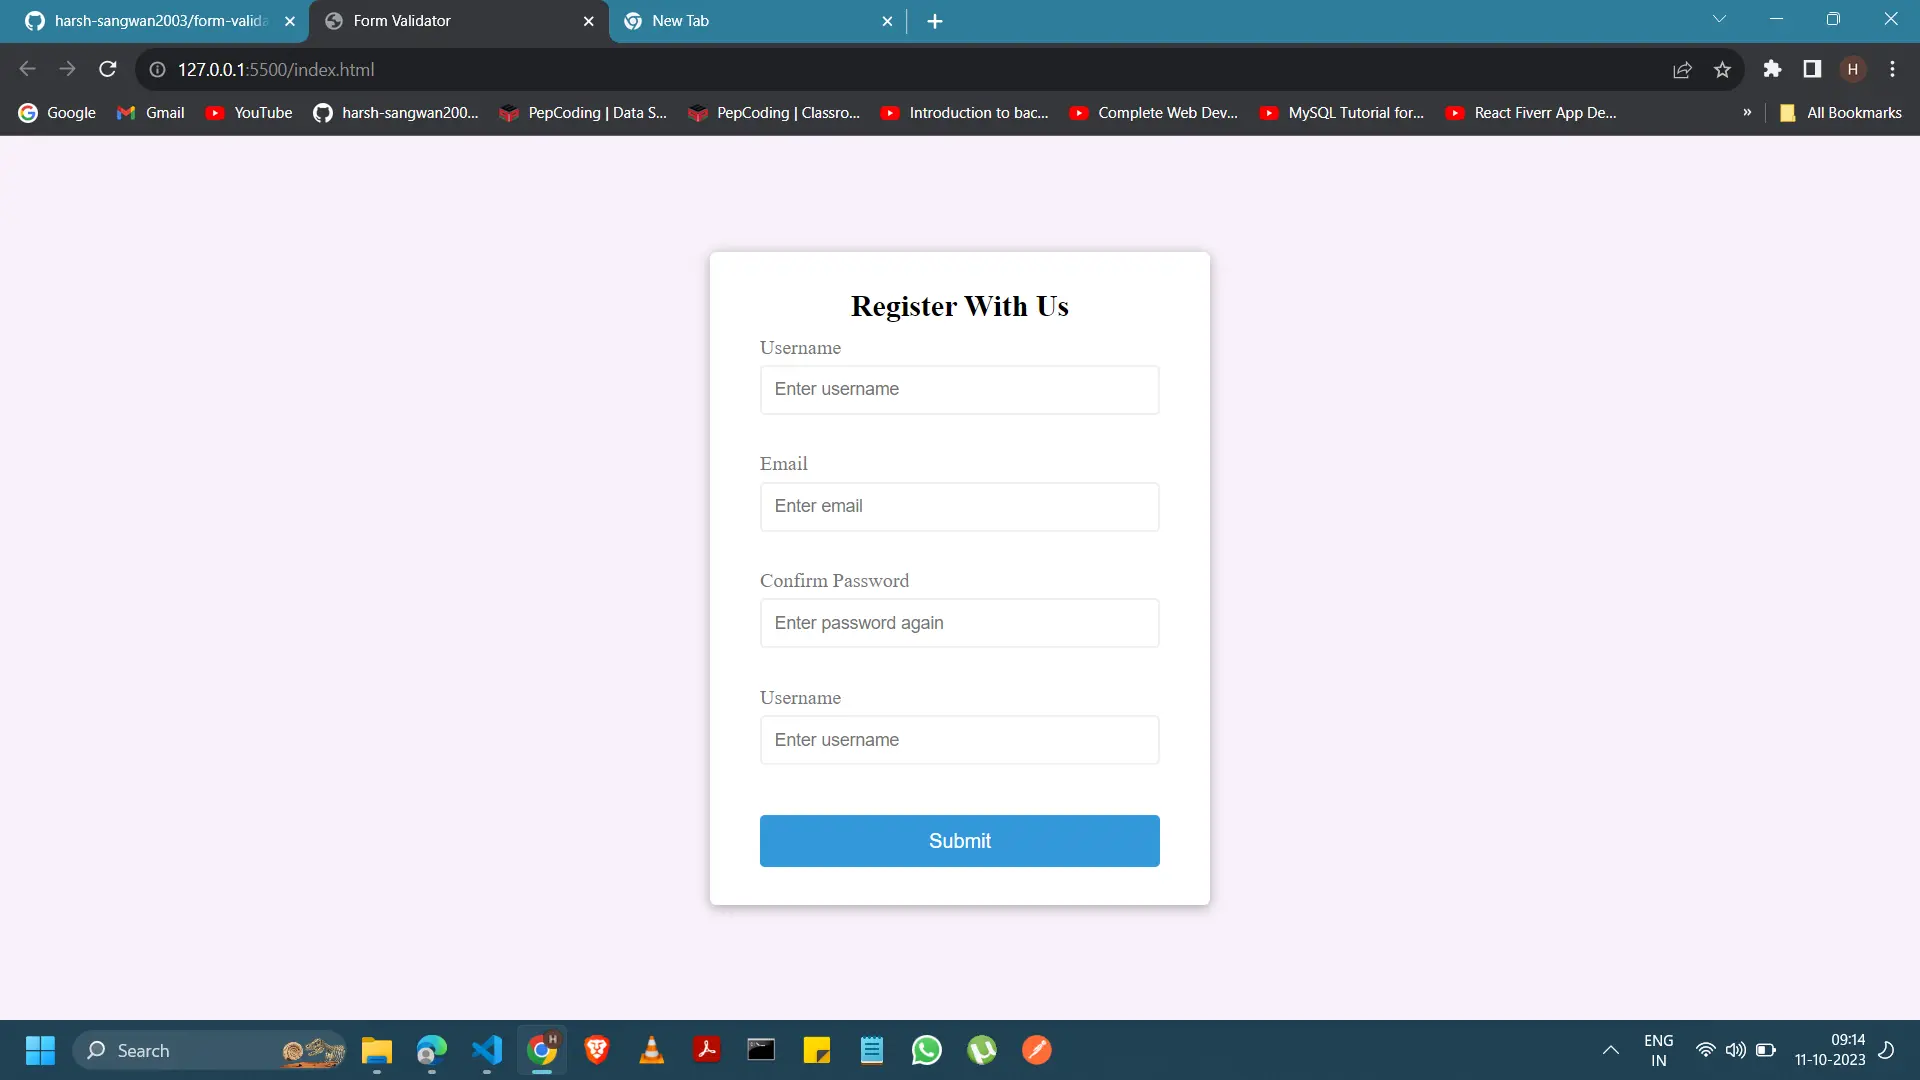 harsh-sangwan2003/form-valida
Form Validator
New Tab
127.0.0.1:5500/index.html
H
Google
Gmail
YouTube
harsh-sangwan200...
PepCoding | Data S...
PepCoding | Classro...
Introduction to bac...
Complete Web Dev...
MySQL Tutorial for...
React Fiverr App De...
»
All Bookmarks
Register With Us
Username
Enter username
Email
Enter email
Confirm Password
Enter password again
Username
Enter username
Submit
Search
H
ENG
IN
09:14
11-10-2023